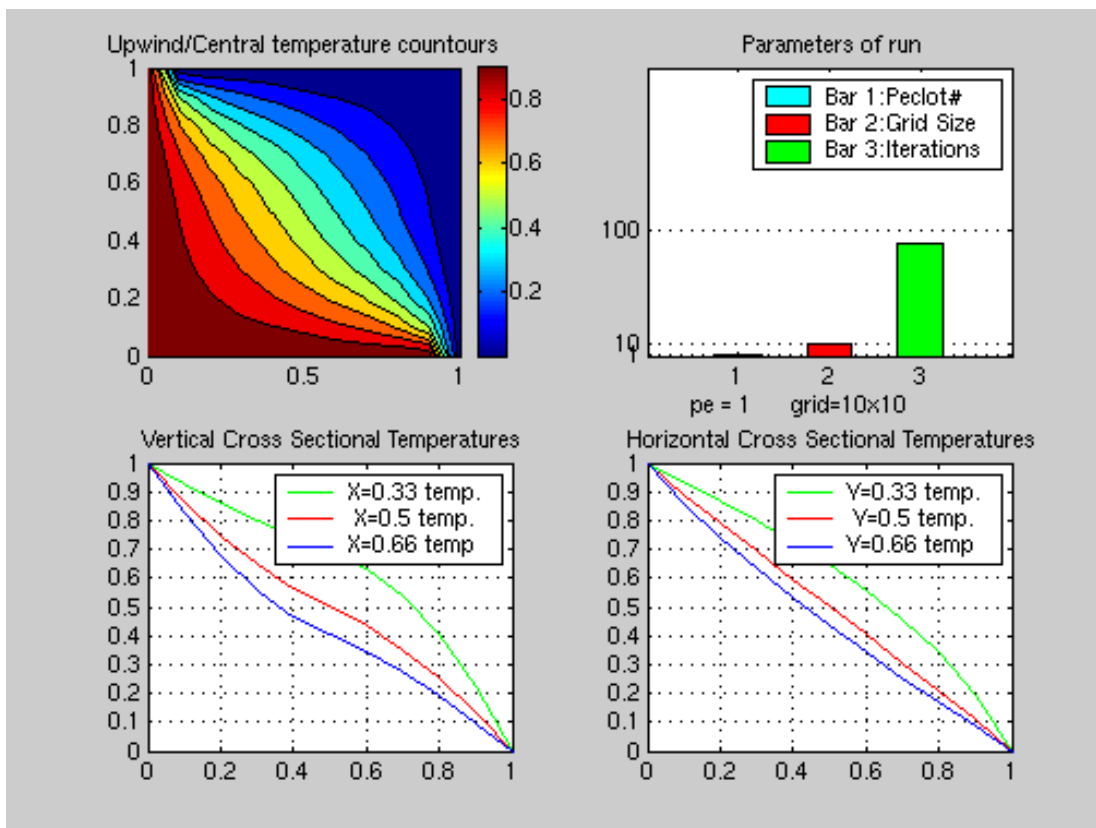 Upwind/Central temperature countours
1
0.8
0.6
0.4
0.2
0
0 0.5 1
0.8
0.6
0.4
0.2
Parameters of run
Bar 1:Peclot#
Bar 2:Grid Size
Bar 3:Iterations
100
10
1
1 2 3
pe = 1 grid=10x10
Vertical Cross Sectional Temperatures
1
0.9
0.8
0.7
0.6
0.5
0.4
0.3
0.2
0.1
0
X=0.33 temp.
X=0.5 temp.
X=0.66 temp
0 0.2 0.4 0.6 0.8 1
Horizontal Cross Sectional Temperatures
1
0.9
0.8
0.7
0.6
0.5
0.4
0.3
0.2
0.1
0
Y=0.33 temp.
Y=0.5 temp.
Y=0.66 temp
0 0.2 0.4 0.6 0.8 1